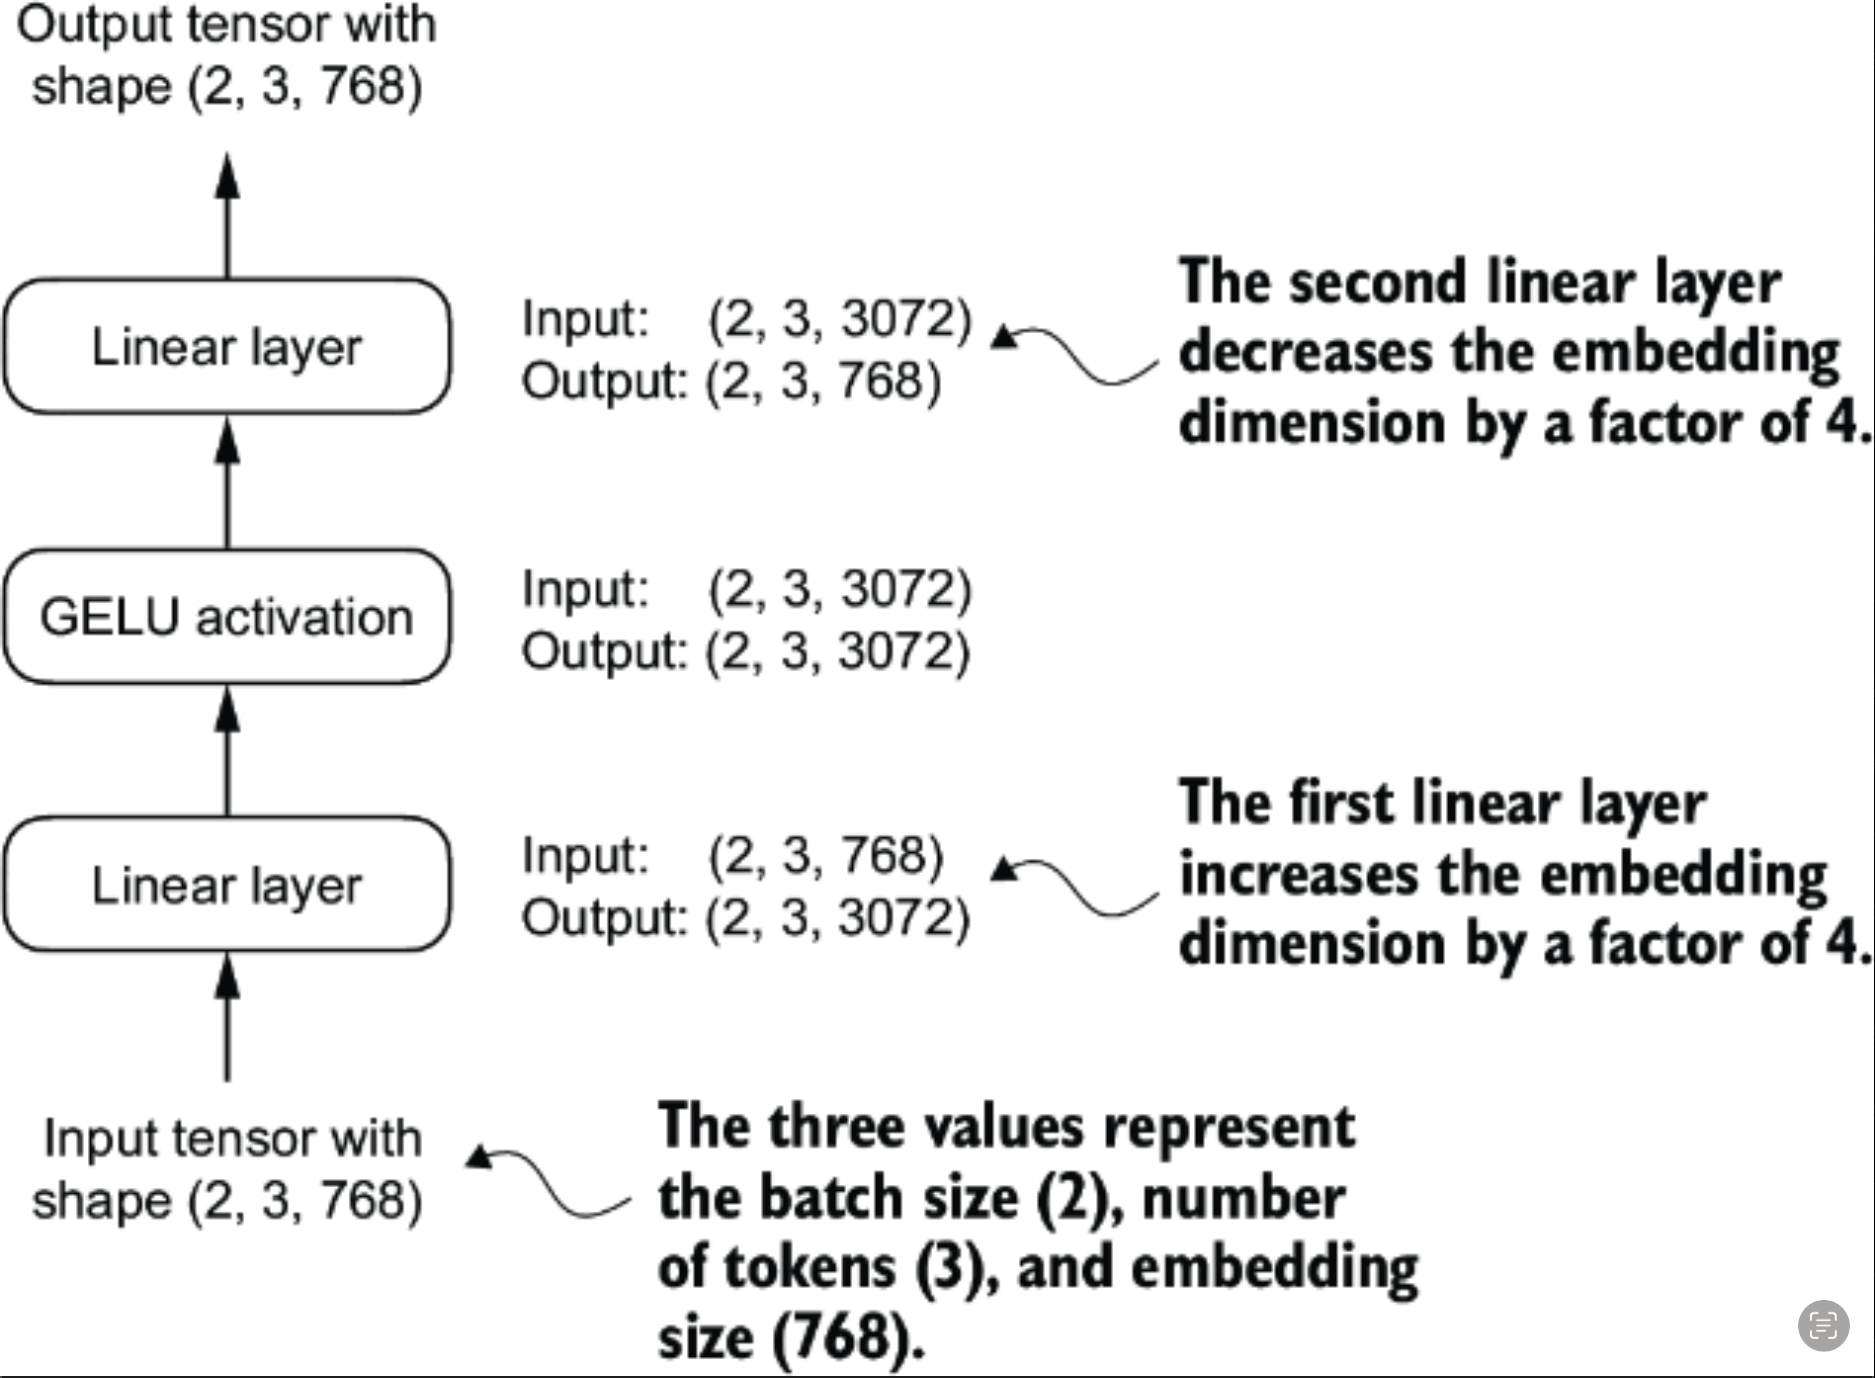 Output tensor with
shape (2, 3, 768)
Linear layer
Input: (2, 3, 3072)
Output: (2, 3, 768)
The second linear layer
decreases the embedding
dimension by a factor of 4.
GELU activation
Input: (2, 3, 3072)
Output: (2, 3, 3072)
Linear layer
Input: (2, 3, 768)
Output: (2, 3, 3072)
The first linear layer
increases the embedding
dimension by a factor of 4.
Input tensor with
shape (2, 3, 768)
The three values represent
the batch size (2), number
of tokens (3), and embedding
size (768).